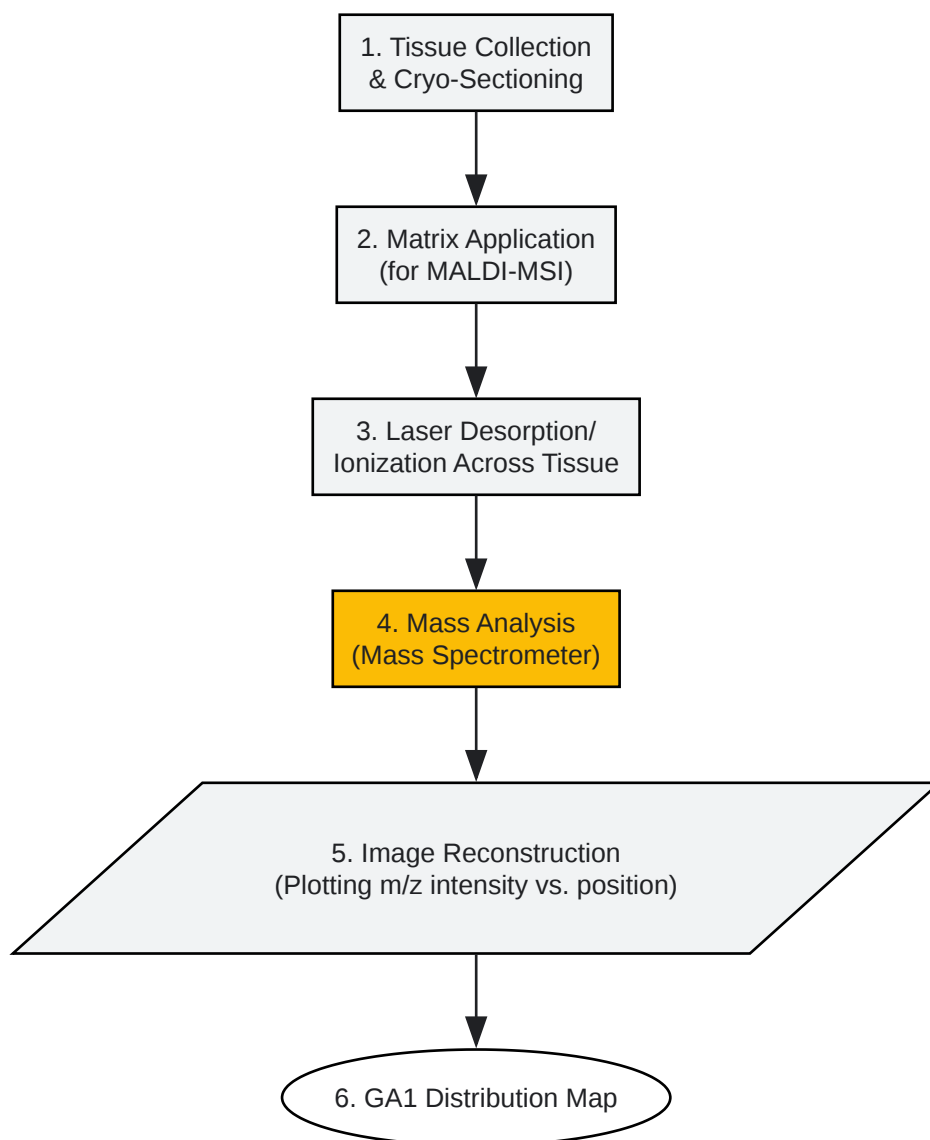 1. Tissue Collection
& Cryo-Sectioning
2. Matrix Application
(for MALDI-MSI)
3. Laser Desorption/
Ionization Across Tissue
4. Mass Analysis
(Mass Spectrometer)
5. Image Reconstruction
(Plotting m/z intensity vs. position)
6. GA1 Distribution Map